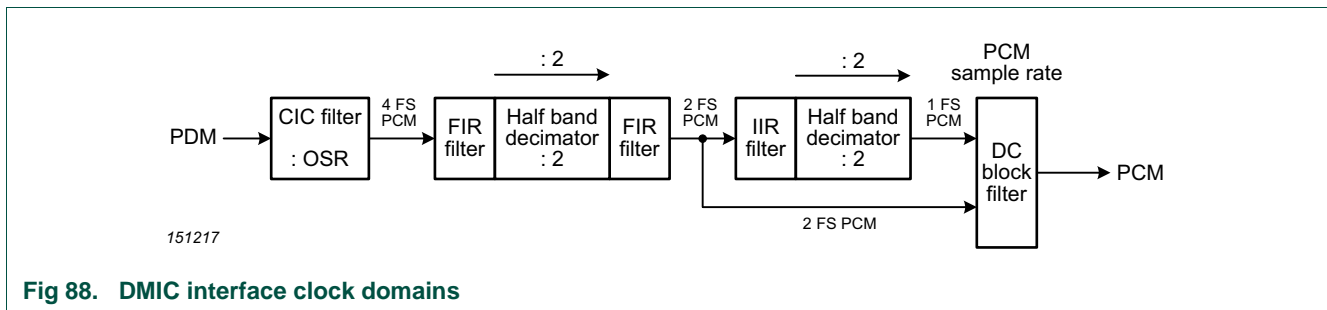 : 2
: 2
PCM
sample rate
PDM
CIC filter
: OSR
4 FS
PCM
FIR
filter
Half band
decimator
: 2
FIR
filter
2 FS
PCM
IIR
filter
Half band
decimator
: 2
1 FS
PCM
DC
block
filter
PCM
2 FS PCM
151217
Fig 88. DMIC interface clock domains